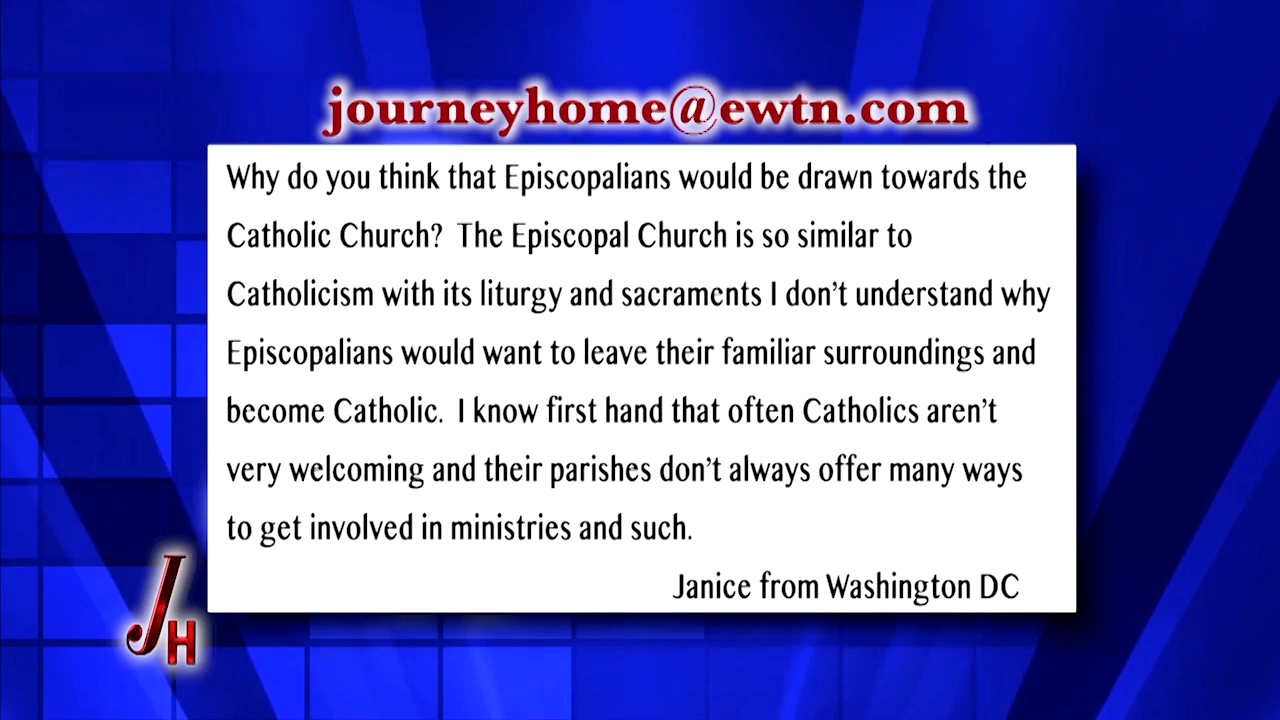 journeyhome@ewtn.com
Why do you think that Episcopalians would be drawn towards the
Catholic Church?  The Episcopal Church is so similar to
Catholicism with its liturgy and sacraments I don't understand why
Episcopalians would want to leave their familiar surroundings and
become Catholic.  I know first hand that often Catholics aren't
very welcoming and their parishes don't always offer many ways
to get involved in ministries and such.
Janice from Washington DC
JH